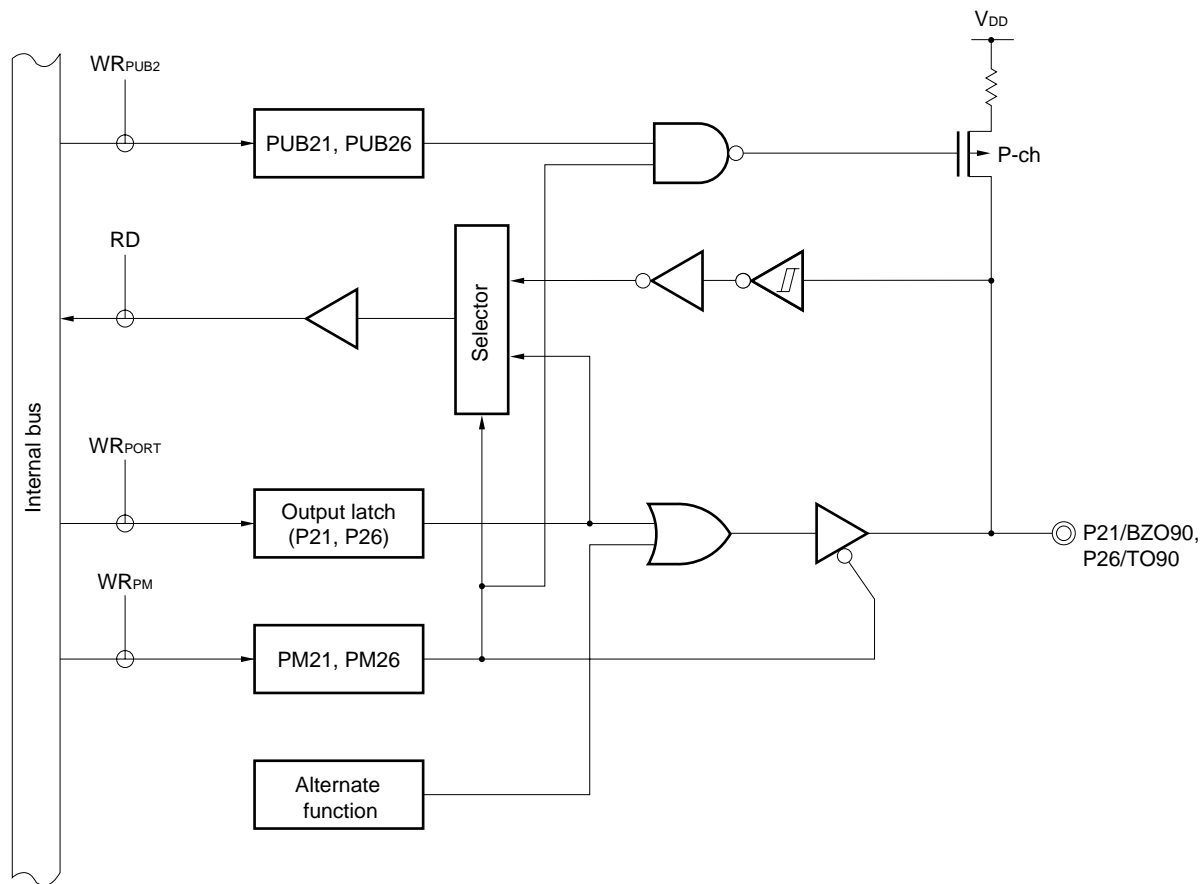 VDD
WRPUB2
PUB21, PUB26
P-ch
RD
Selector
Internal bus
WRPORT
Output latch
(P21, P26)
P21/BZO90,
P26/TO90
WRPM
PM21, PM26
Alternate
function